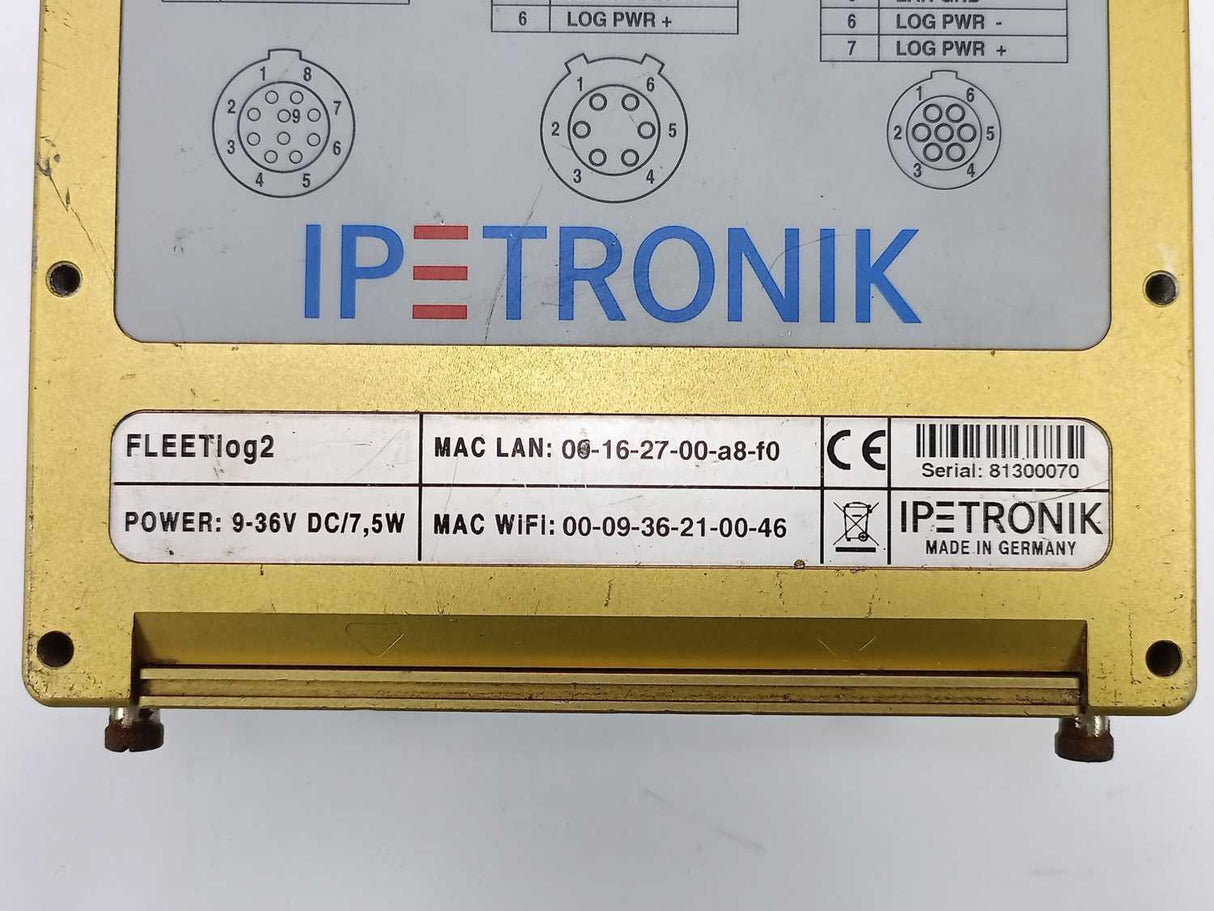 6 LOG PWR +
6 LOG PWR -
7 LOG PWR +
1 8
2 9 7
3 6
4 5
1 6
2 5
3 4
1 6
2 5
3 4
IPETRONIK
FLEETlog2
MAC LAN: 00-16-27-00-a8-f0
CE
Serial: 81300070
POWER: 9-36V DC/7,5W
MAC WiFi: 00-09-36-21-00-46
IPETRONIK
MADE IN GERMANY